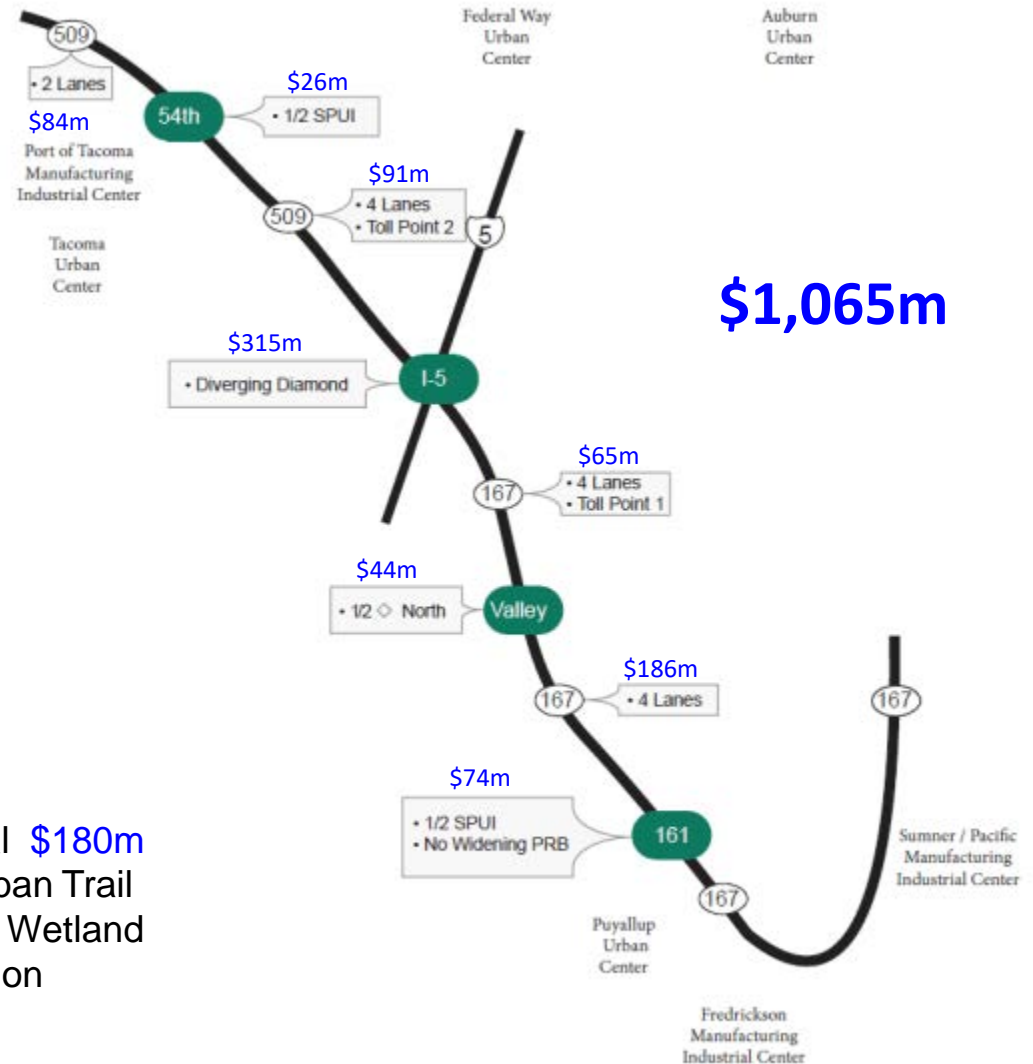 509
Federal Way
Urban
Center
Auburn
Urban
Center
• 2 Lanes
$84m
Port of Tacoma
Manufacturing
Industrial Center
54th
$26m
• 1/2 SPUI
Tacoma
Urban
Center
509
$91m
• 4 Lanes
• Toll Point 2
5
$1,065m
$315m
• Diverging Diamond
I-5
$65m
167
• 4 Lanes
• Toll Point 1
$44m
• 1/2 ◇ North
Valley
$186m
167
• 4 Lanes
167
$74m
• 1/2 SPUI
• No Widening PRB
161
Sumner / Pacific
Manufacturing
Industrial Center
$180m
Trail
Wetland
167
Puyallup
Urban
Center
Fredrickson
Manufacturing
Industrial Center